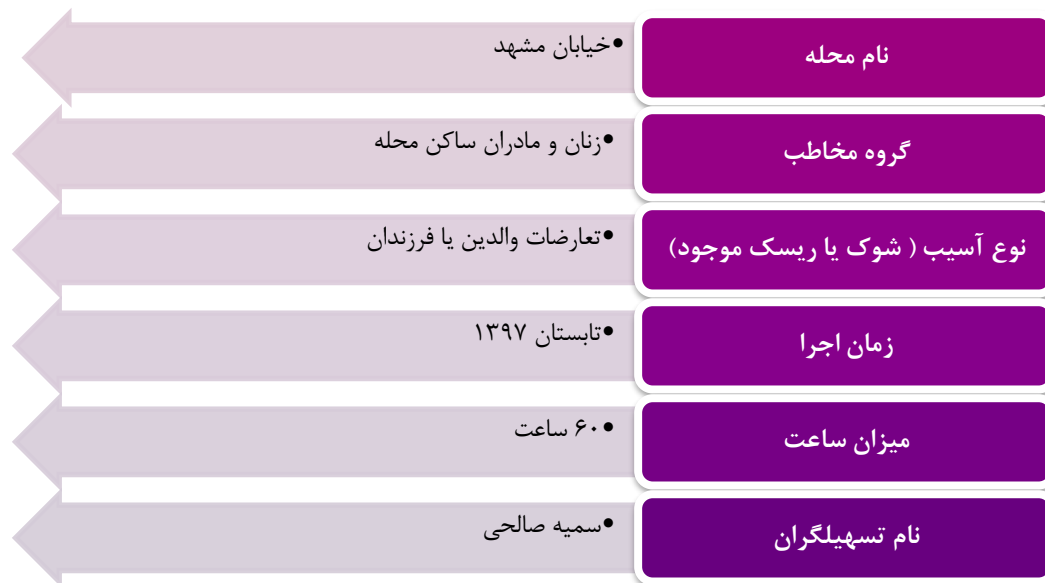 نام محله
•خیابان مشهد
گروه مخاطب
•زنان و مادران ساکن محله
نوع آسیب ( شوک یا ریسک موجود)
•تعارضات والدین یا فرزندان
زمان اجرا
•تابستان ۱۳۹۷
میزان ساعت
•۶۰ ساعت
نام تسهیلگران
•سمیه صالحی